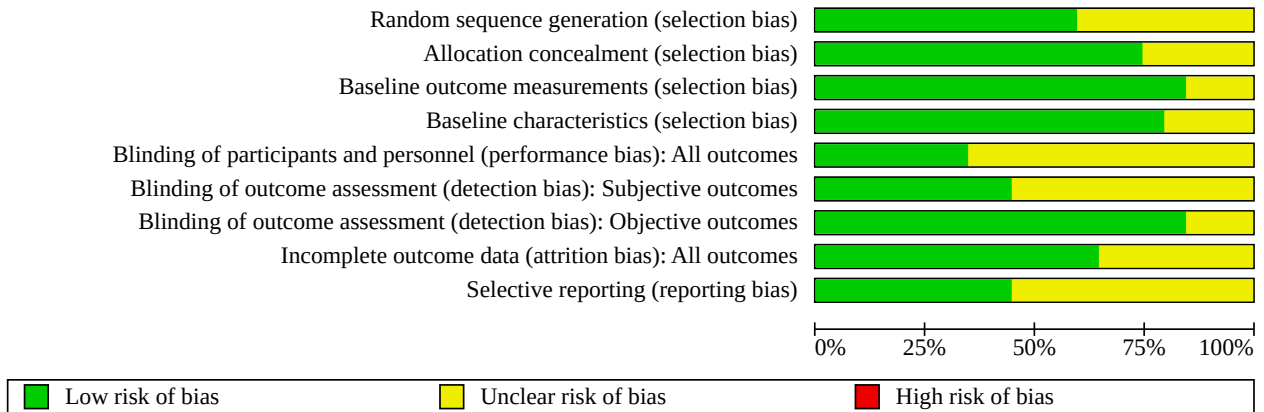 Random sequence generation (selection bias)
Allocation concealment (selection bias)
Baseline outcome measurements (selection bias)
Baseline characteristics (selection bias)
Blinding of participants and personnel (performance bias): All outcomes
Blinding of outcome assessment (detection bias): Subjective outcomes
Blinding of outcome assessment (detection bias): Objective outcomes
Incomplete outcome data (attrition bias): All outcomes
Selective reporting (reporting bias)
0% 25% 50% 75% 100%
Low risk of bias Unclear risk of bias High risk of bias